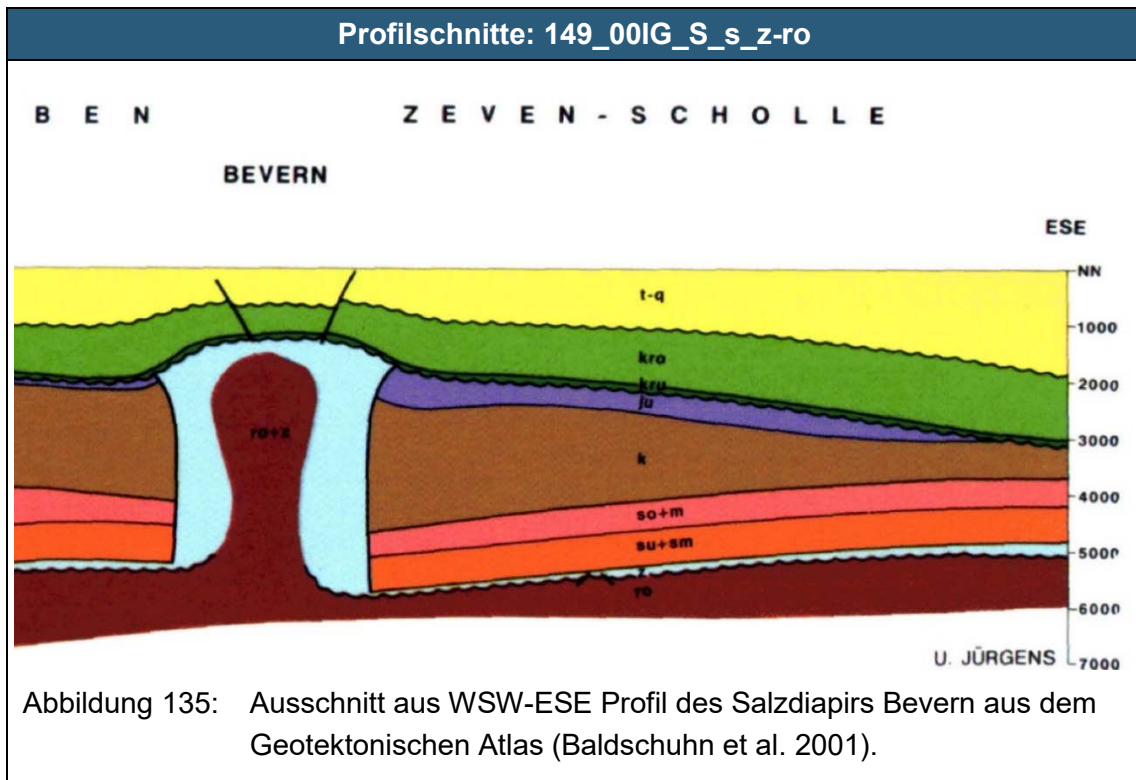 Profilschnitte: 149_00IG_S_s_z-ro
B E N Z E V E N - S C H O L L E
BEVERN
ESE
NN
t-q
1000
kro
kru
2000
ju
ro+z
3000
k
4000
so+m
su+sm
5000
z
ro
6000
U. JÜRGENS
7000
Abbildung 135: Ausschnitt aus WSW-ESE Profil des Salzdiapirs Bevern aus dem
Geotektonischen Atlas (Baldschuhn et al. 2001).